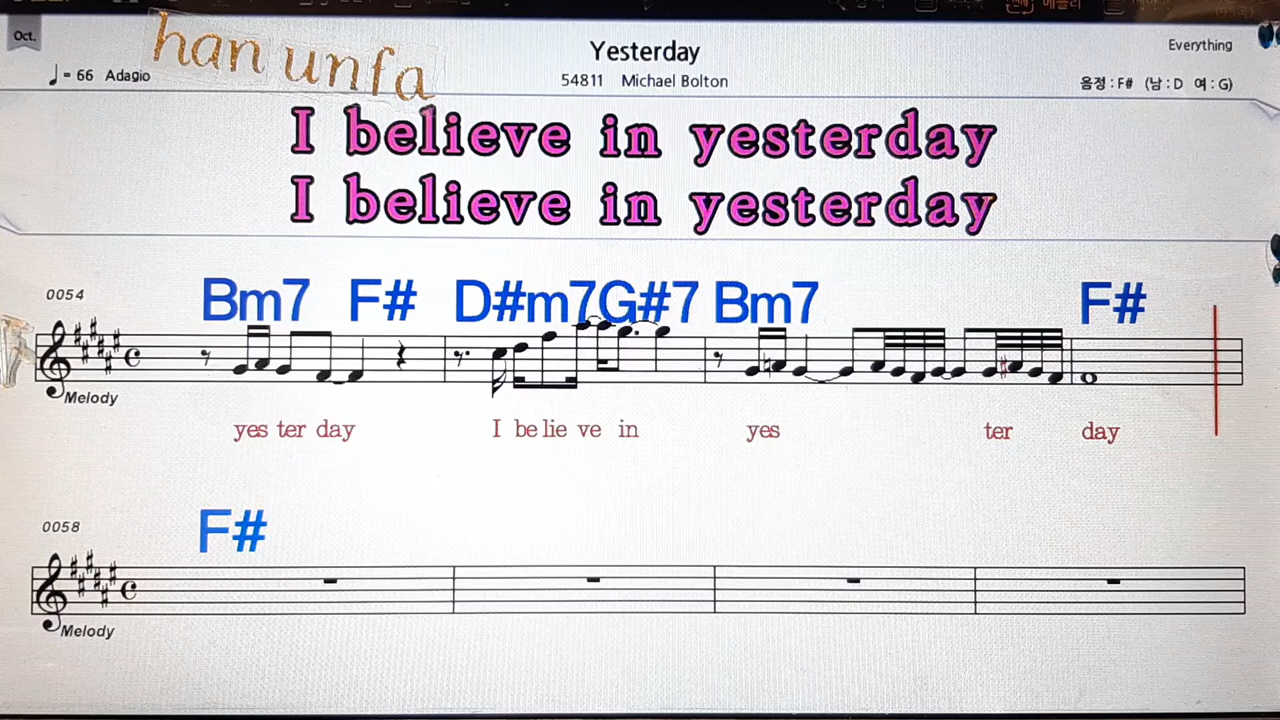 Oct.
han unfa
Yesterday
Everything
♩= 66 Adagio
54811 Michael Bolton
음정 : F# (남 : D 여 : G)
I believe in yesterday
I believe in yesterday
0054
Bm7 F# D#m7 G#7 Bm7 F#
Melody
yes ter day I be lie ve in yes ter day
0058
F#
Melody